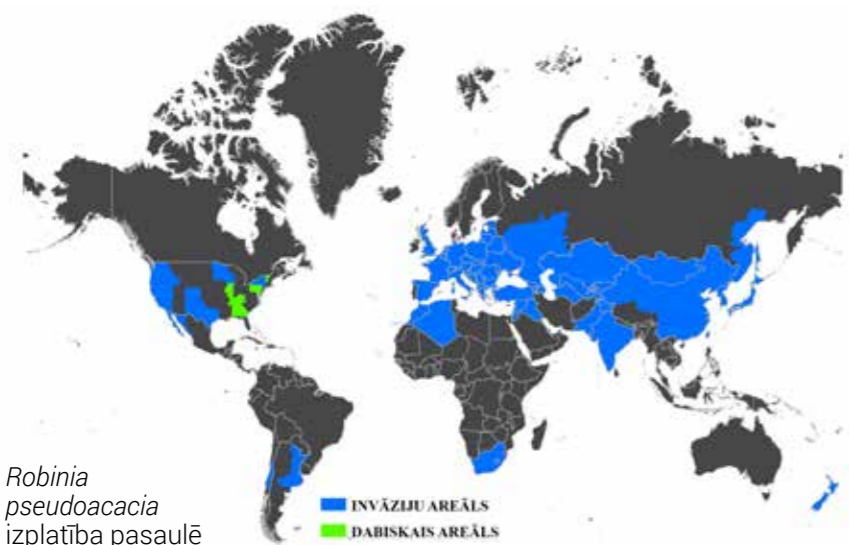 Robinia
pseudoacacia
izplatība pasaulē
INVĀZIJU AREĀLS
DABISKAIS AREĀLS